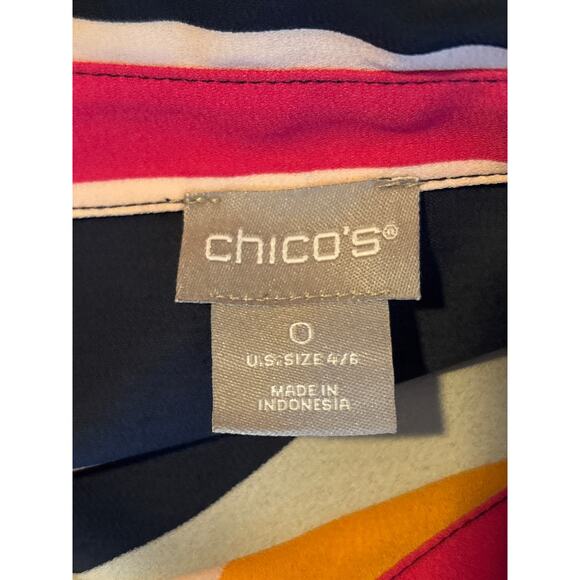 chico's®
0
U.S. SIZE 4/6
MADE IN
INDONESIA